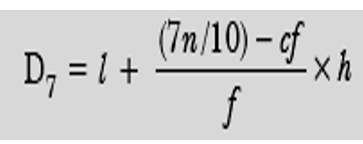 D₇ = l + (7n/10) − cf / f × h